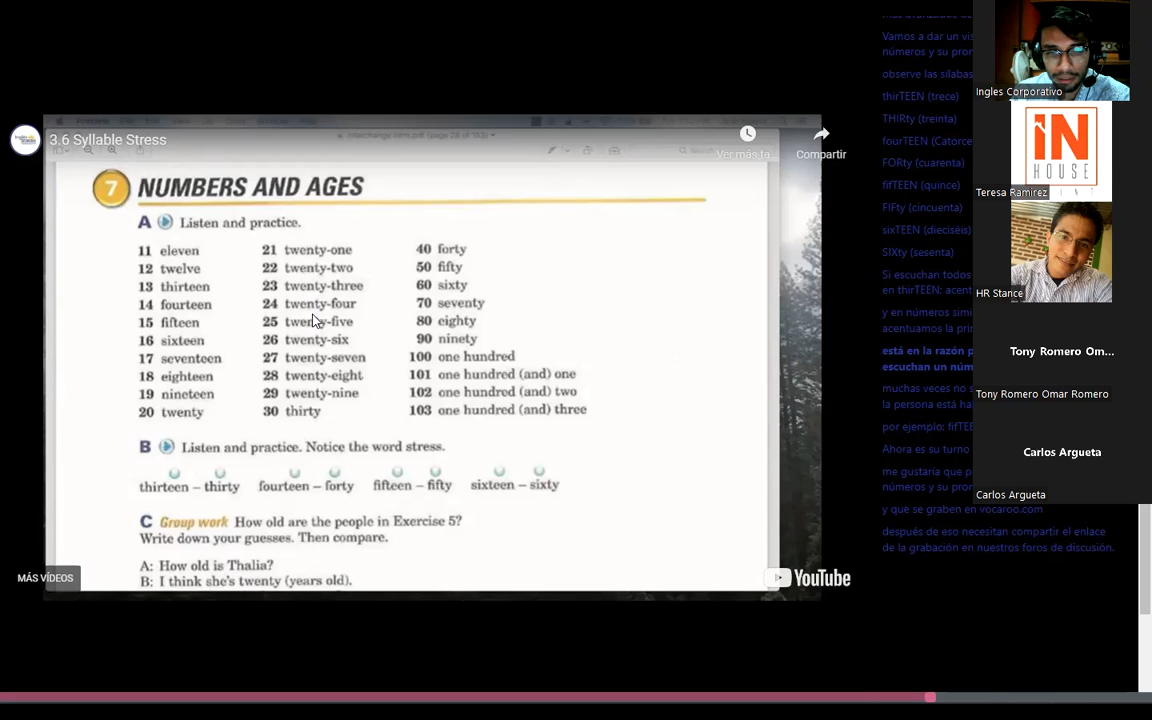 3.6 Syllable Stress
Ver más ta...
Compartir
7 NUMBERS AND AGES
A Listen and practice.
11 eleven 21 twenty-one 40 forty
12 twelve 22 twenty-two 50 fifty
13 thirteen 23 twenty-three 60 sixty
14 fourteen 24 twenty-four 70 seventy
15 fifteen 25 twenty-five 80 eighty
16 sixteen 26 twenty-six 90 ninety
17 seventeen 27 twenty-seven 100 one hundred
18 eighteen 28 twenty-eight 101 one hundred (and) one
19 nineteen 29 twenty-nine 102 one hundred (and) two
20 twenty 30 thirty 103 one hundred (and) three
B Listen and practice. Notice the word stress.
thirteen – thirty fourteen – forty fifteen – fifty sixteen – sixty
C Group work How old are the people in Exercise 5?
Write down your guesses. Then compare.
A: How old is Thalia?
B: I think she's twenty (years old).
MÁS VÍDEOS
YouTube
Vamos a dar un vis
números y su pron
observe las sílabas
thirTEEN (trece)
THIRty (treinta)
fourTEEN (Catorce
FORty (cuarenta)
fifTEEN (quince)
FIFty (cincuenta)
sixTEEN (dieciséis)
SIXty (sesenta)
Si escuchan todos
en thirTEEN; acent
y en números simi
acentuamos la prin
está en la razón p
escuchan un núm
muchas veces no s
la persona está ha
por ejemplo: fifTEE
Ahora es su turno
me gustaría que p
números y su pron
y que se graben en vocaroo.com
después de eso necesitan compartir el enlace
de la grabación en nuestros foros de discusión.
Ingles Corporativo
iN
HOUSE
Teresa Ramirez
HR Stance
Tony Romero Om...
Tony Romero Omar Romero
Carlos Argueta
Carlos Argueta